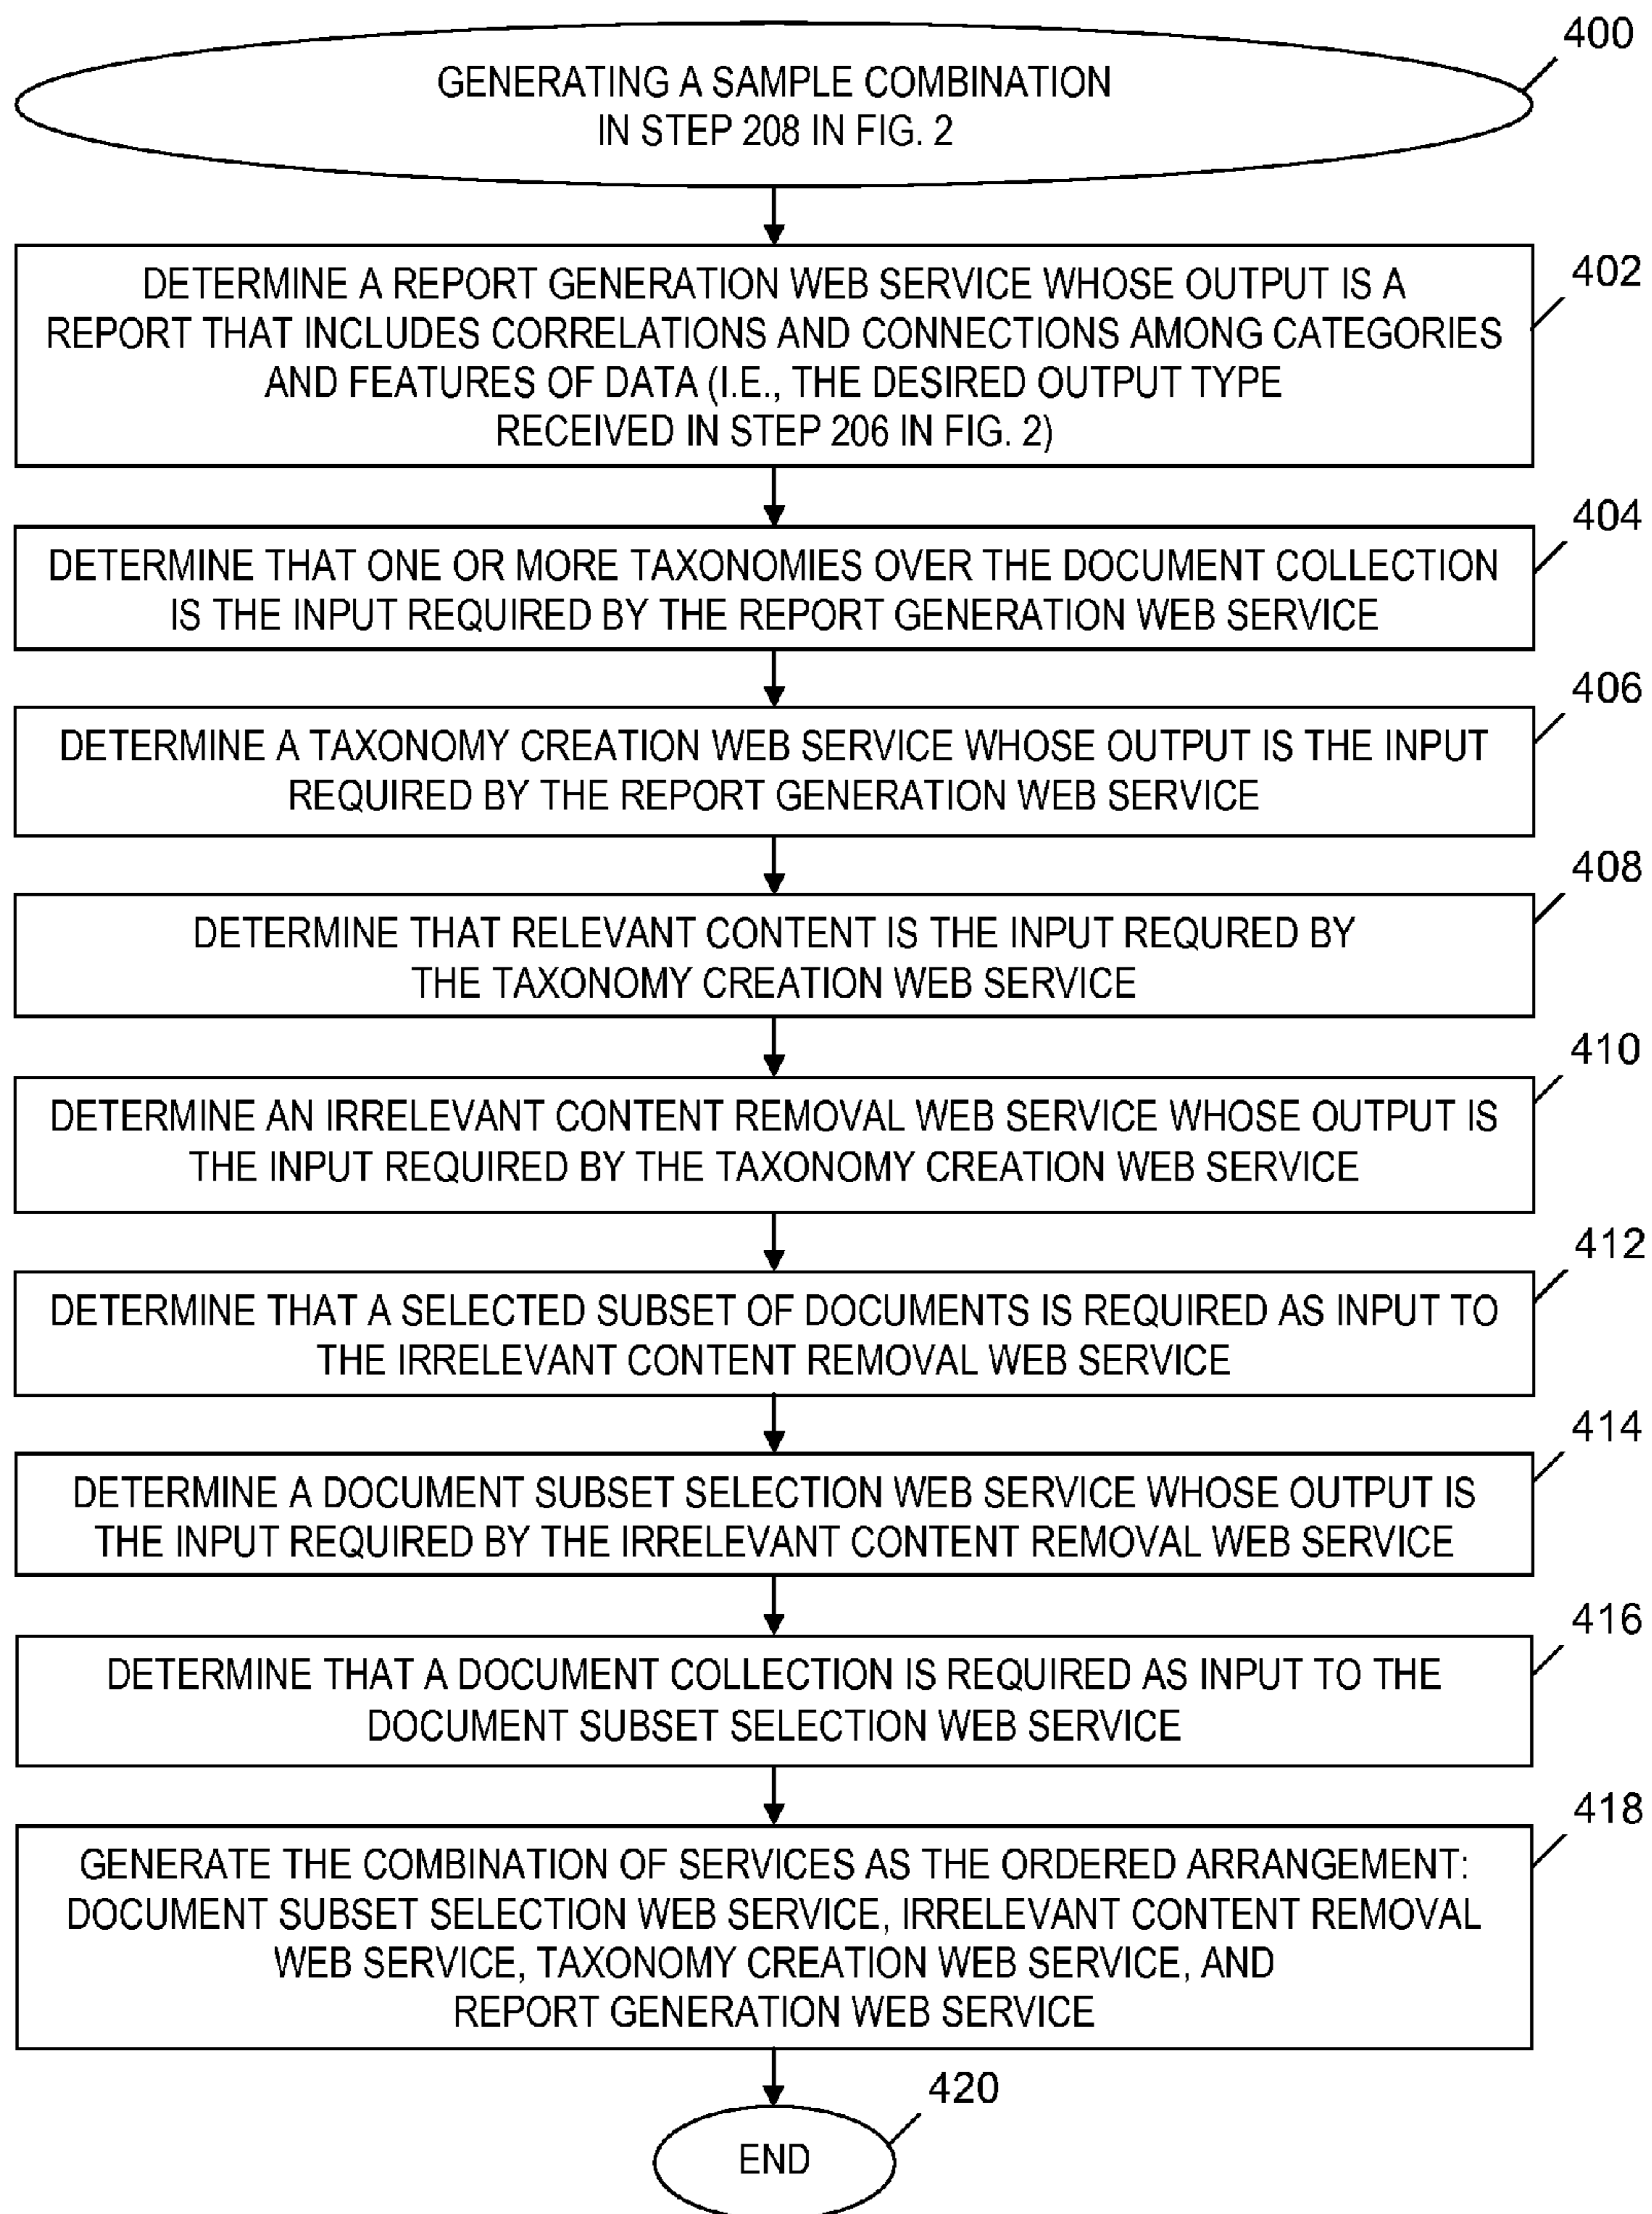 400
GENERATING A SAMPLE COMBINATION
IN STEP 208 IN FIG. 2
402
DETERMINE A REPORT GENERATION WEB SERVICE WHOSE OUTPUT IS A
REPORT THAT INCLUDES CORRELATIONS AND CONNECTIONS AMONG CATEGORIES
AND FEATURES OF DATA (I.E., THE DESIRED OUTPUT TYPE
RECEIVED IN STEP 206 IN FIG. 2)
404
DETERMINE THAT ONE OR MORE TAXONOMIES OVER THE DOCUMENT COLLECTION
IS THE INPUT REQUIRED BY THE REPORT GENERATION WEB SERVICE
406
DETERMINE A TAXONOMY CREATION WEB SERVICE WHOSE OUTPUT IS THE INPUT
REQUIRED BY THE REPORT GENERATION WEB SERVICE
408
DETERMINE THAT RELEVANT CONTENT IS THE INPUT REQURED BY
THE TAXONOMY CREATION WEB SERVICE
410
DETERMINE AN IRRELEVANT CONTENT REMOVAL WEB SERVICE WHOSE OUTPUT IS
THE INPUT REQUIRED BY THE TAXONOMY CREATION WEB SERVICE
412
DETERMINE THAT A SELECTED SUBSET OF DOCUMENTS IS REQUIRED AS INPUT TO
THE IRRELEVANT CONTENT REMOVAL WEB SERVICE
414
DETERMINE A DOCUMENT SUBSET SELECTION WEB SERVICE WHOSE OUTPUT IS
THE INPUT REQUIRED BY THE IRRELEVANT CONTENT REMOVAL WEB SERVICE
416
DETERMINE THAT A DOCUMENT COLLECTION IS REQUIRED AS INPUT TO THE
DOCUMENT SUBSET SELECTION WEB SERVICE
418
GENERATE THE COMBINATION OF SERVICES AS THE ORDERED ARRANGEMENT:
DOCUMENT SUBSET SELECTION WEB SERVICE, IRRELEVANT CONTENT REMOVAL
WEB SERVICE, TAXONOMY CREATION WEB SERVICE, AND
REPORT GENERATION WEB SERVICE
420
END